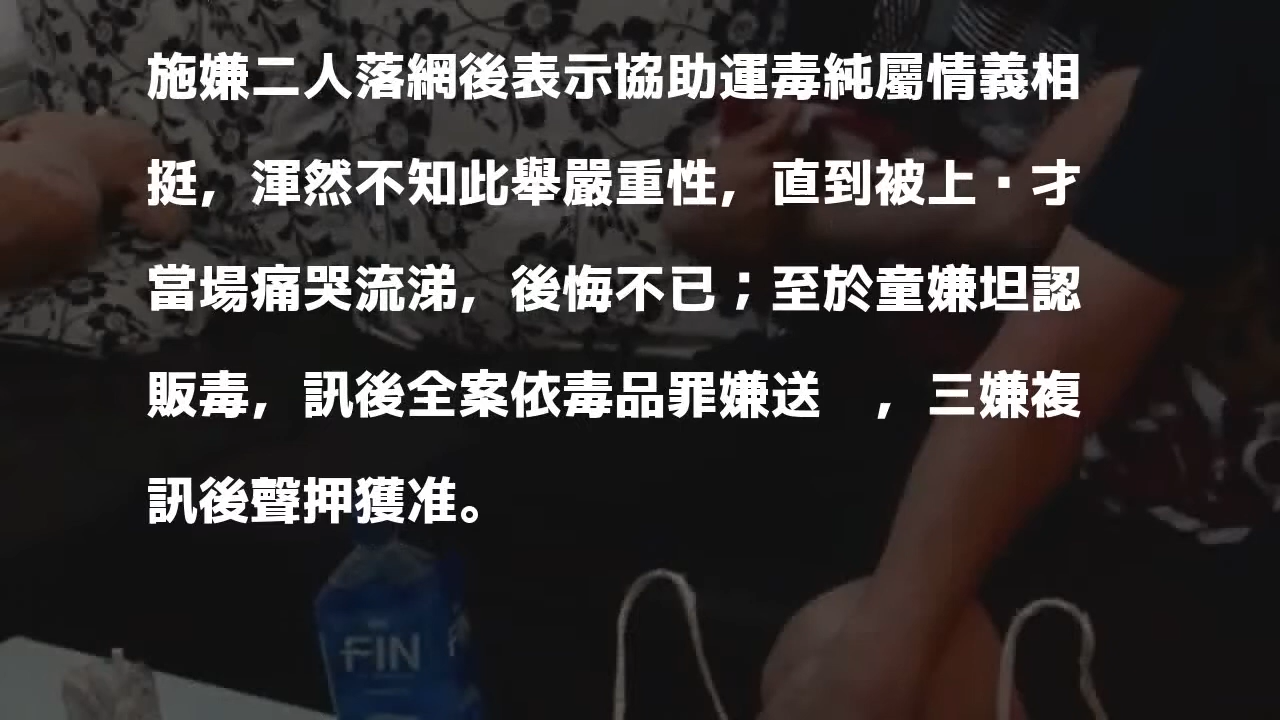 施嫌二人落網後表示協助運毒純屬情義相
挺，渾然不知此舉嚴重性，直到被上·才
當場痛哭流涕，後悔不已；至於童嫌坦認
販毒，訊後全案依毒品罪嫌送　，三嫌複
訊後聲押獲准。
FIN